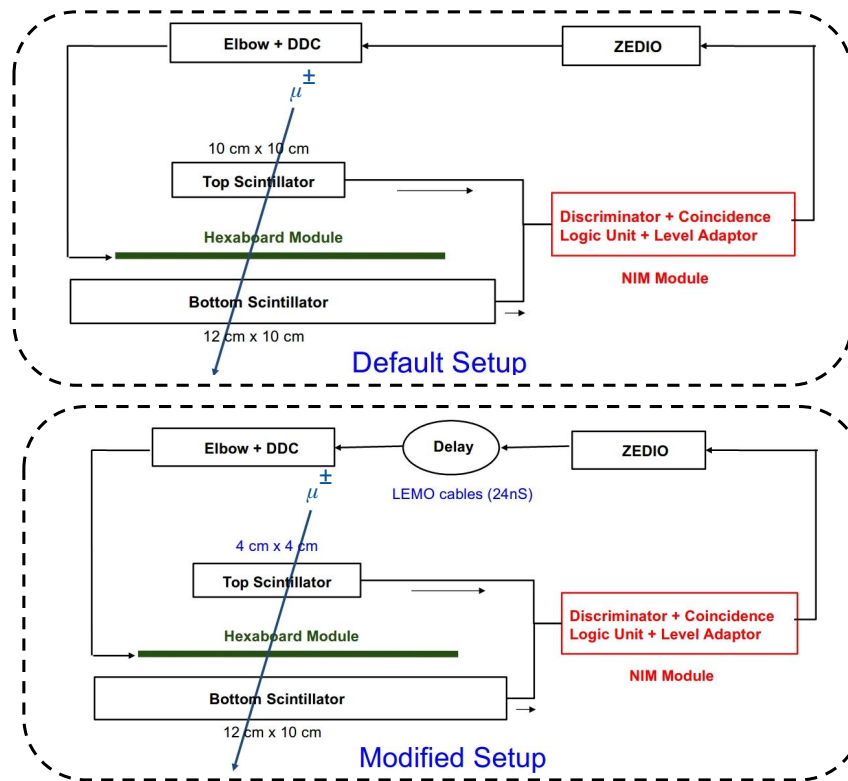 Elbow + DDC
ZEDIO
μ±
10 cm x 10 cm
Top Scintillator
Discriminator + Coincidence
Logic Unit + Level Adaptor
Hexaboard Module
NIM Module
Bottom Scintillator
12 cm x 10 cm
Default Setup
Elbow + DDC
Delay
ZEDIO
LEMO cables (24nS)
μ±
4 cm x 4 cm
Top Scintillator
Discriminator + Coincidence
Logic Unit + Level Adaptor
Hexaboard Module
NIM Module
Bottom Scintillator
12 cm x 10 cm
Modified Setup